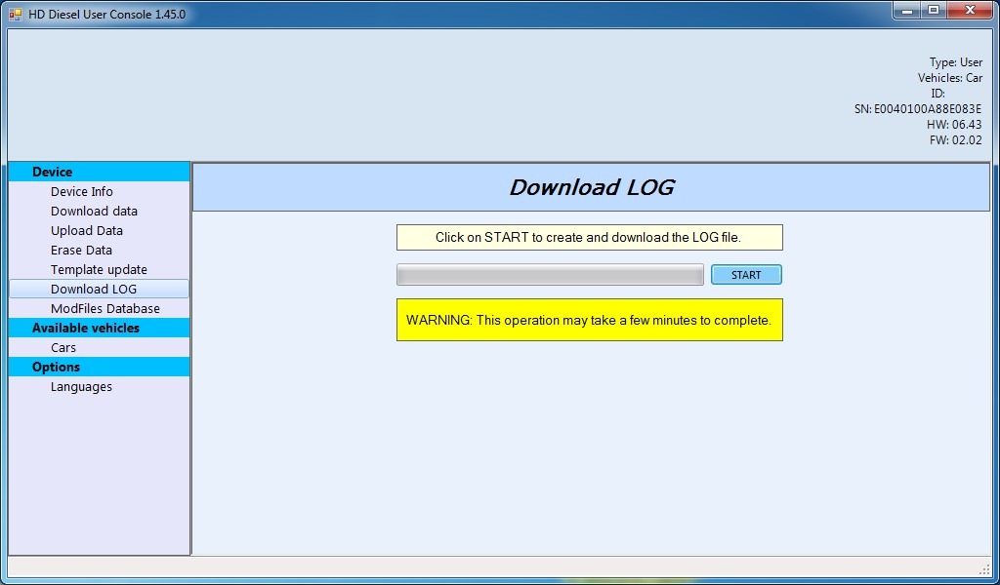 HD Diesel User Console 1.45.0
Type: User
Vehicles: Car
ID:
SN: E0040100A88E083E
HW: 06.43
FW: 02.02
Device
Device Info
Download data
Upload Data
Erase Data
Template update
Download LOG
ModFiles Database
Available vehicles
Cars
Options
Languages
Download LOG
Click on START to create and download the LOG file.
START
WARNING: This operation may take a few minutes to complete.